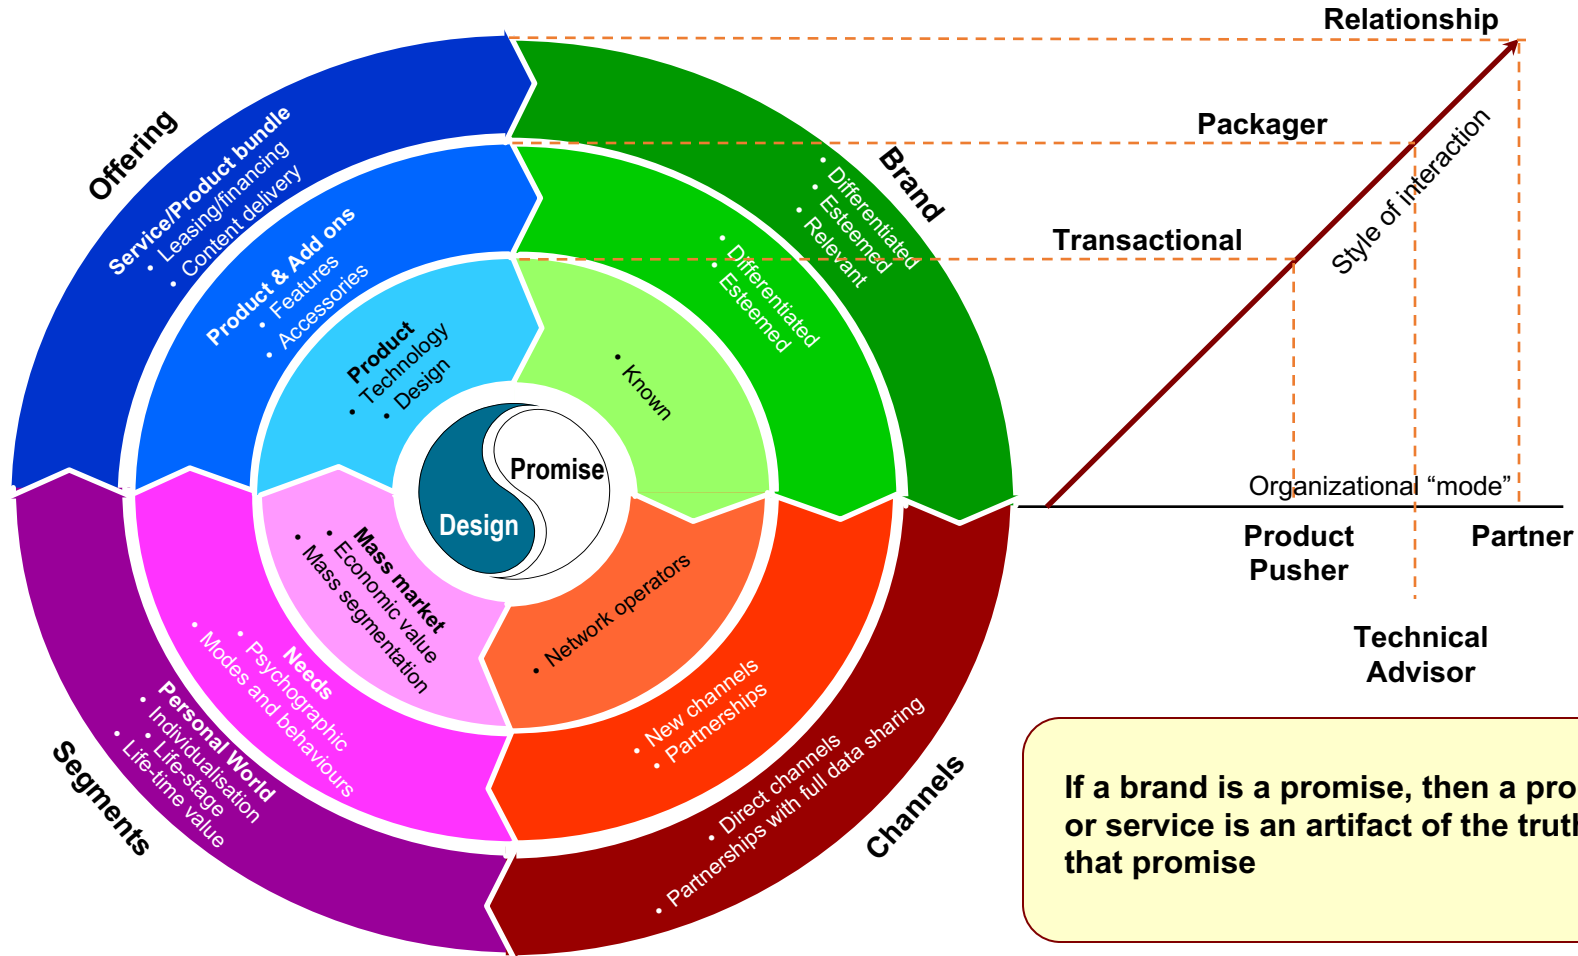 Offering
Service/Product bundle
• Leasing/financing
• Content delivery
Product & Add ons
• Features
• Accessories
Product
• Technology
• Design
Brand
• Differentiated
• Esteemed
• Relevant
• Differentiated
• Esteemed
• Known
Promise
Design
Segments
Mass market
• Economic value
• Mass segmentation
Needs
• Psychographic
• Modes and behaviours
Personal World
• Individualisation
• Life-stage
• Life-time value
Channels
• Network operators
• New channels
• Partnerships
• Direct channels
• Partnerships with full data sharing
Relationship
Packager
Transactional
Style of interaction
Organizational “mode”
Product
Pusher
Partner
Technical
Advisor
If a brand is a promise, then a pro
or service is an artifact of the truth
that promise